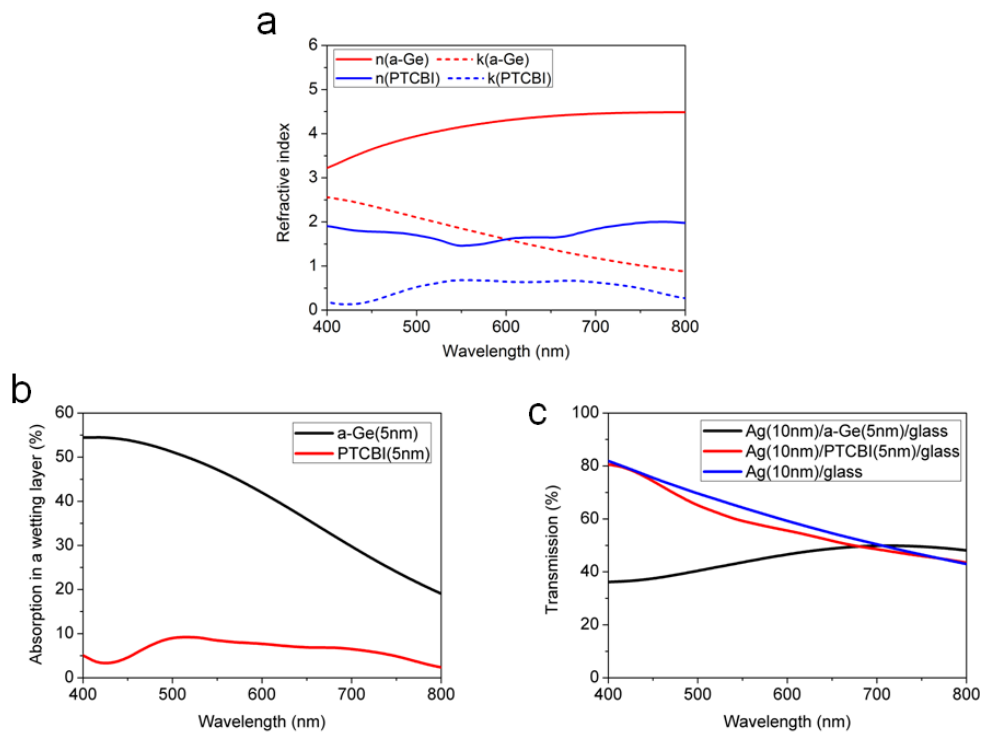 a
6
5
4
3
2
1
0
Refractive index
n(a-Ge) k(a-Ge)
n(PTCBI) k(PTCBI)
400 500 600 700 800
Wavelength (nm)
b
60
50
40
30
20
10
0
Absorption in a wetting layer (%)
a-Ge(5nm)
PTCBI(5nm)
400 500 600 700 800
Wavelength (nm)
c
100
80
60
40
20
0
Transmission (%)
Ag(10nm)/a-Ge(5nm)/glass
Ag(10nm)/PTCBI(5nm)/glass
Ag(10nm)/glass
400 500 600 700 800
Wavelength (nm)